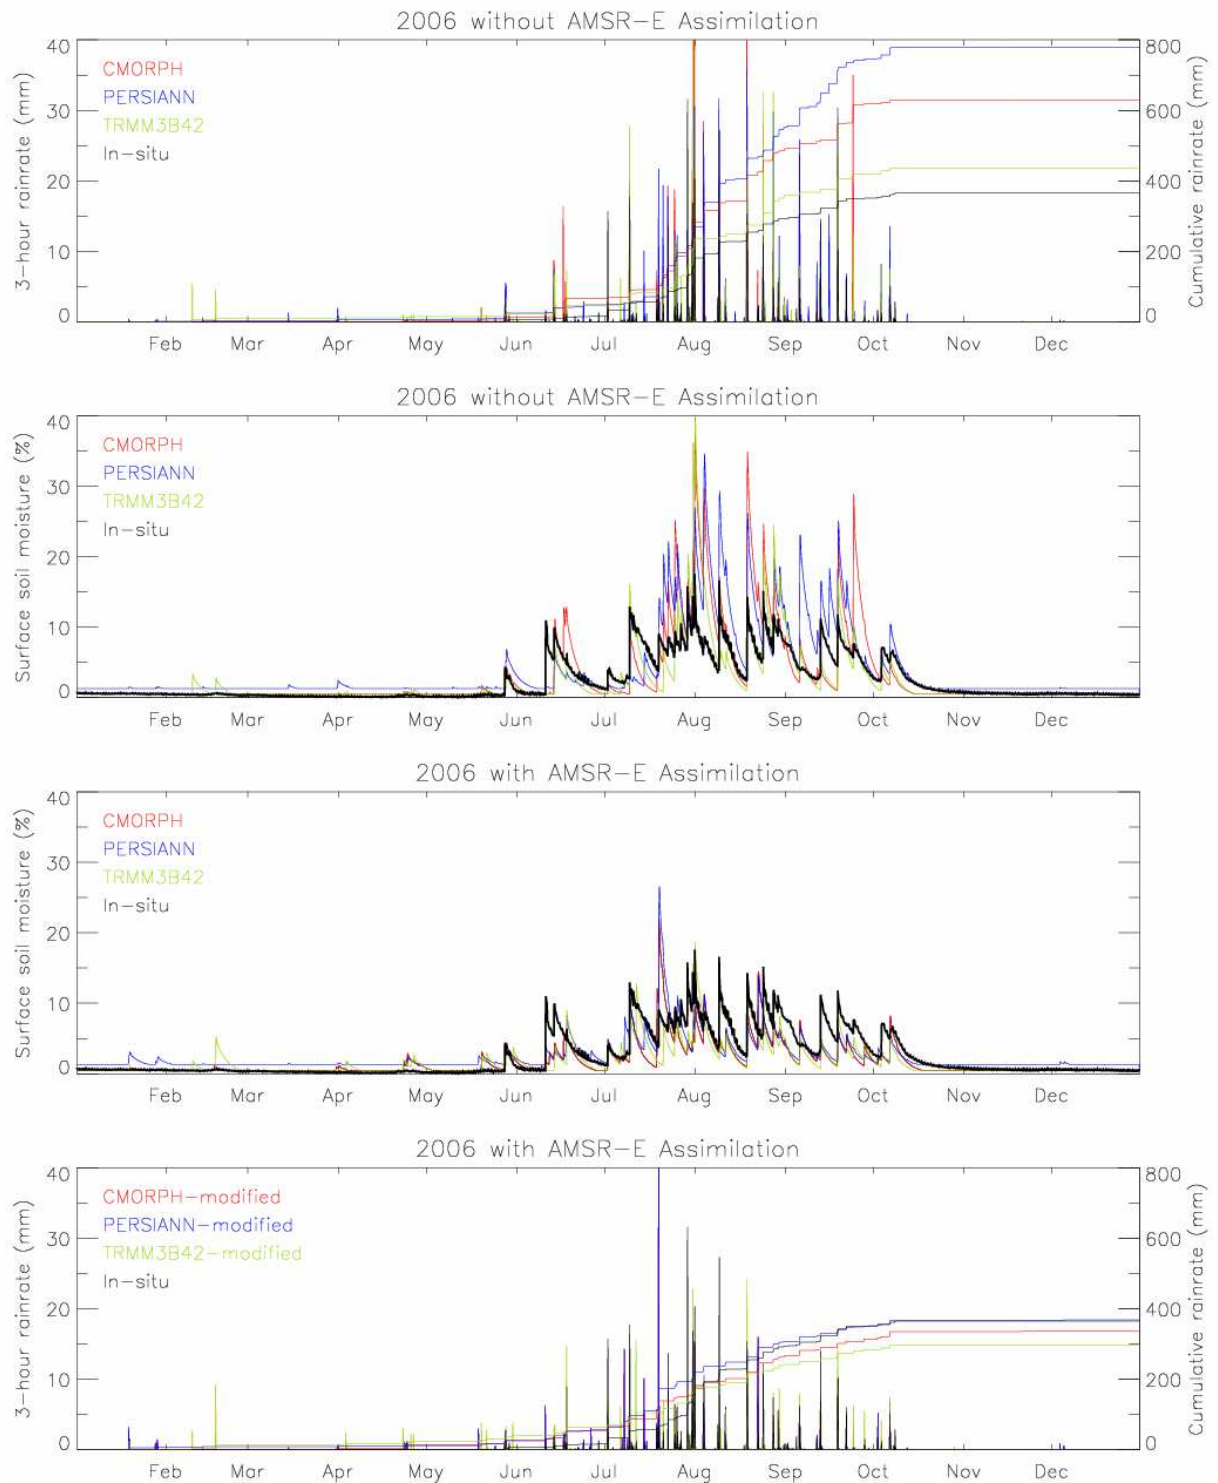 2006 without AMSR-E Assimilation
40 800
CMORPH
PERSIANN
TRMM3B42
In-situ
30 600
20 400
10 200
0 0
3-hour rainrate (mm)
Cumulative rainrate (mm)
Feb Mar Apr May Jun Jul Aug Sep Oct Nov Dec
2006 without AMSR-E Assimilation
40
CMORPH
PERSIANN
TRMM3B42
In-situ
30
20
10
0
Surface soil moisture (%)
Feb Mar Apr May Jun Jul Aug Sep Oct Nov Dec
2006 with AMSR-E Assimilation
40
CMORPH
PERSIANN
TRMM3B42
In-situ
30
20
10
0
Surface soil moisture (%)
Feb Mar Apr May Jun Jul Aug Sep Oct Nov Dec
2006 with AMSR-E Assimilation
40 800
CMORPH-modified
PERSIANN-modified
TRMM3B42-modified
In-situ
30 600
20 400
10 200
0 0
3-hour rainrate (mm)
Cumulative rainrate (mm)
Feb Mar Apr May Jun Jul Aug Sep Oct Nov Dec